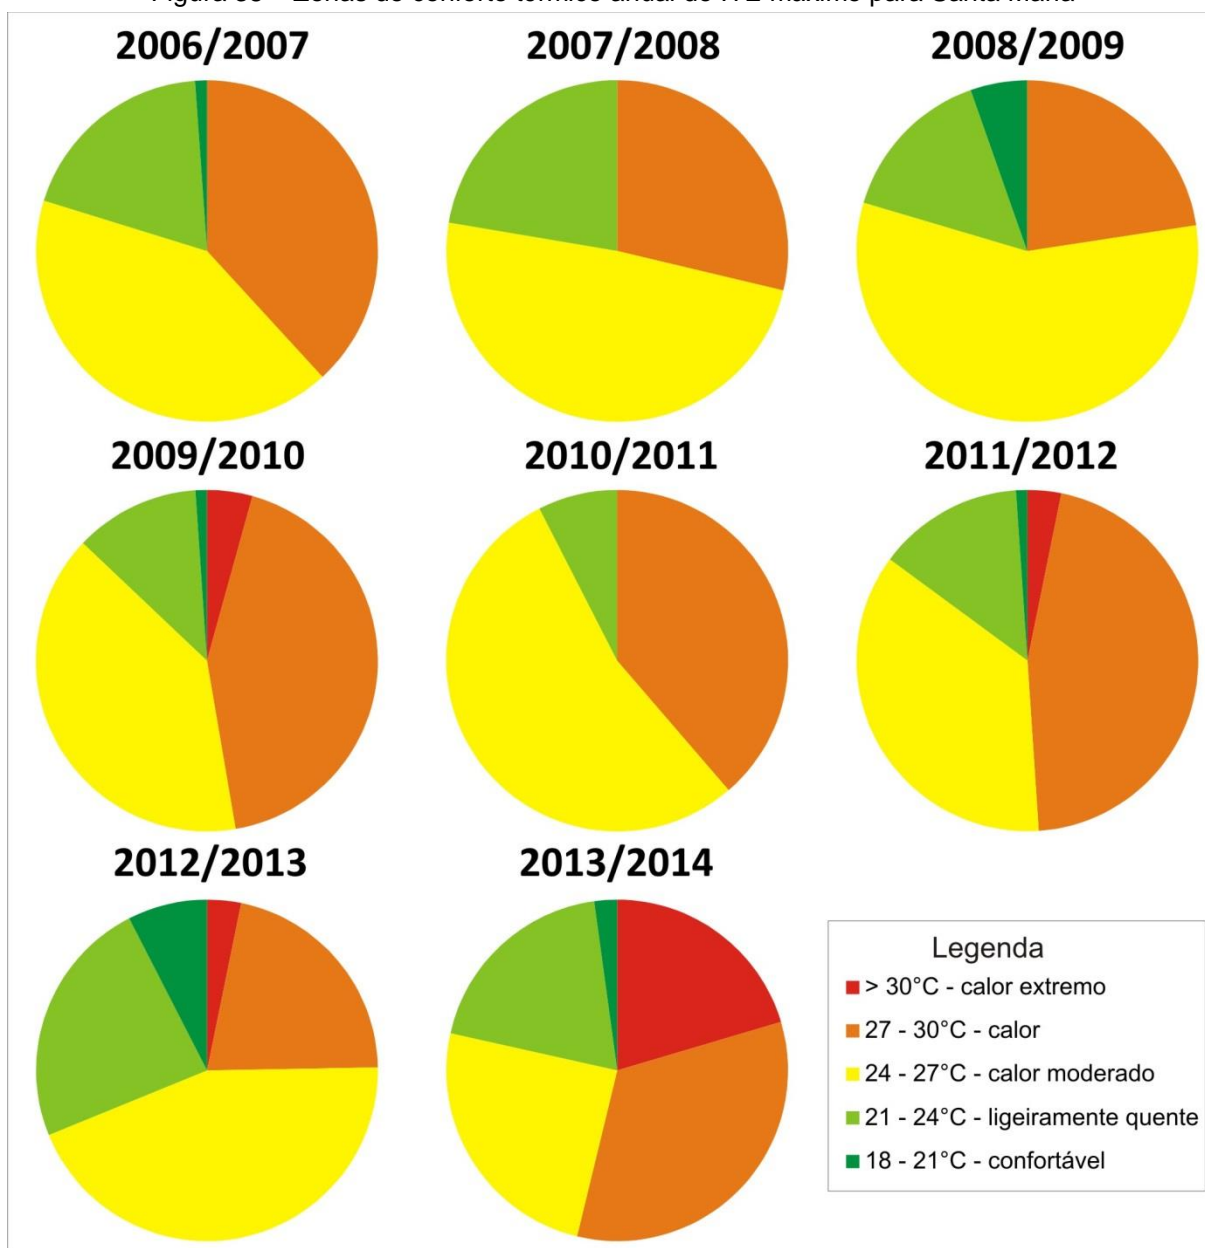 2006/2007
2007/2008
2008/2009
2009/2010
2010/2011
2011/2012
2012/2013
2013/2014
Legenda
> 30°C - calor extremo
27 - 30°C - calor
24 - 27°C - calor moderado
21 - 24°C - ligeiramente quente
18 - 21°C - confortável